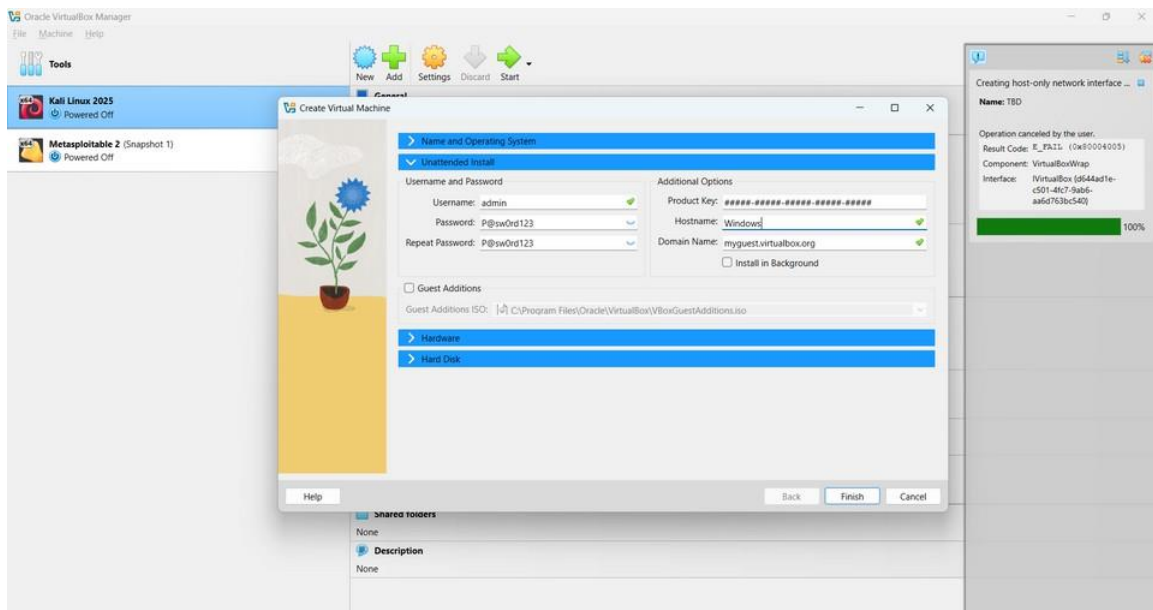 Oracle VirtualBox Manager
File Machine Help
Tools
New Add Settings Discard Start
Kali Linux 2025
Powered Off
Metasploitable 2 (Snapshot 1)
Powered Off
General
Create Virtual Machine
Name and Operating System
Unattended Install
Username and Password
Username: admin
Password: P@sw0rd123
Repeat Password: P@sw0rd123
Additional Options
Product Key: #####-#####-#####-#####-#####
Hostname: Windows
Domain Name: myguest.virtualbox.org
Install in Background
Guest Additions
Guest Additions ISO: C:\Program Files\Oracle\VirtualBox\VBoxGuestAdditions.iso
Hardware
Hard Disk
Help Back Finish Cancel
Shared folders
None
Description
None
Creating host-only network interface ...
Name: TBD
Operation canceled by the user.
Result Code: E_FAIL (0x80004005)
Component: VirtualBoxWrap
Interface: IVirtualBox {d644ad1e-
c501-4fc7-9ab6-
aa6d763bc540}
100%